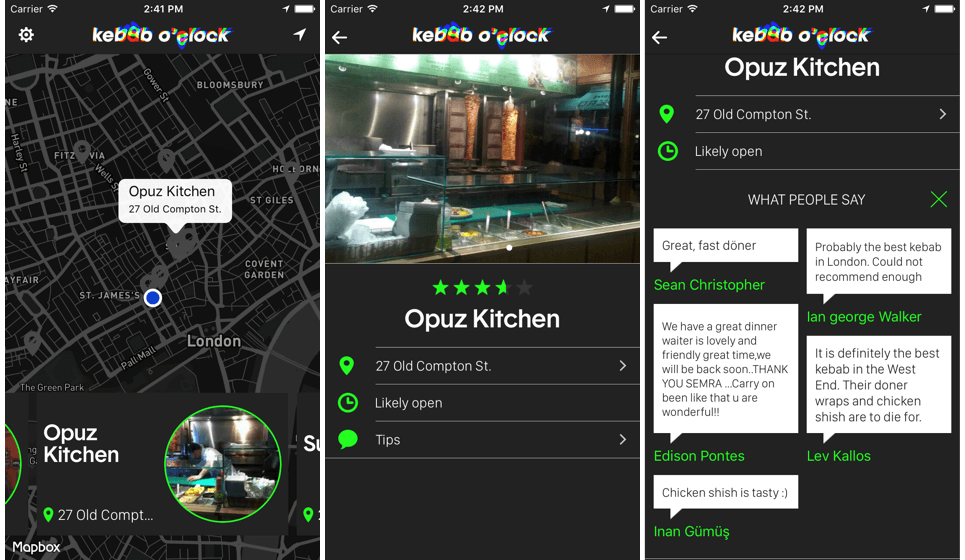 Carrier 2:41 PM
kebab o'clock
BLOOMSBURY
Gower St
Harley St
FITZ VIA
Wells S
HOLBORN
Opuz Kitchen
27 Old Compton St.
ST GILES
COVENT
GARDEN
AYFAIR
ST. JAMES'S
London
Pall Mall
The Green Park
Opuz
Kitchen
Su
27 Old Compt...
Mapbox
Carrier 2:42 PM
kebab o'clock
Opuz Kitchen
27 Old Compton St.
Likely open
Tips
Carrier 2:42 PM
kebab o'clock
Opuz Kitchen
27 Old Compton St.
Likely open
WHAT PEOPLE SAY
Great, fast döner
Sean Christopher
We have a great dinner
waiter is lovely and
friendly great time,we
will be back soon..THANK
YOU SEMRA ...Carry on
been like that u are
wonderful!!
Edison Pontes
Chicken shish is tasty :)
Inan Gümüş
Probably the best kebab
in London. Could not
recommend enough
Ian george Walker
It is definitely the best
kebab in the West
End. Their doner
wraps and chicken
shish are to die for.
Lev Kallos